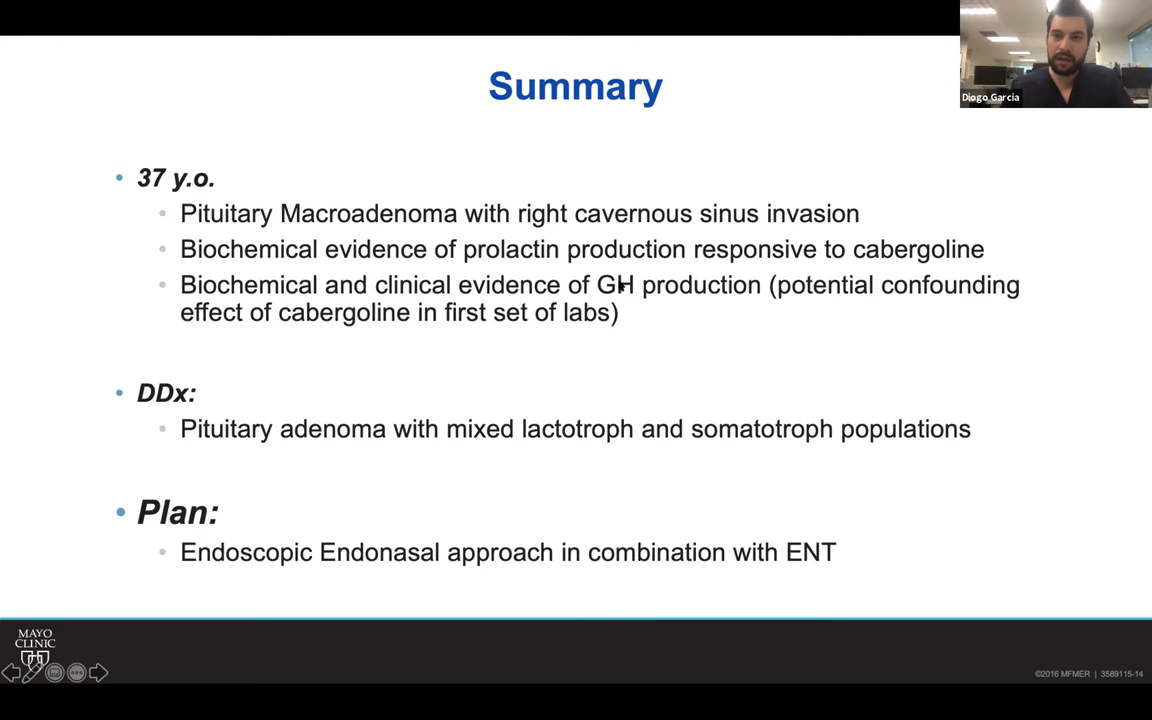 Summary
Diogo Garcia
• 37 y.o.
• Pituitary Macroadenoma with right cavernous sinus invasion
• Biochemical evidence of prolactin production responsive to cabergoline
• Biochemical and clinical evidence of GH production (potential confounding
effect of cabergoline in first set of labs)
• DDx:
• Pituitary adenoma with mixed lactotroph and somatotroph populations
• Plan:
• Endoscopic Endonasal approach in combination with ENT
MAYO
CLINIC
©2016 MFMER | 3589115-14